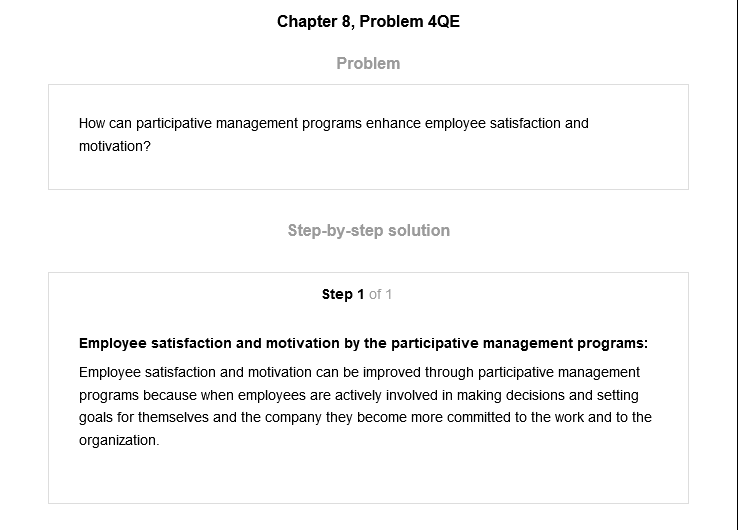 Chapter 8, Problem 4QE
Problem
How can participative management programs enhance employee satisfaction and
motivation?
Step-by-step solution
Step 1 of 1
Employee satisfaction and motivation by the participative management programs:
Employee satisfaction and motivation can be improved through participative management
programs because when employees are actively involved in making decisions and setting
goals for themselves and the company they become more committed to the work and to the
organization.